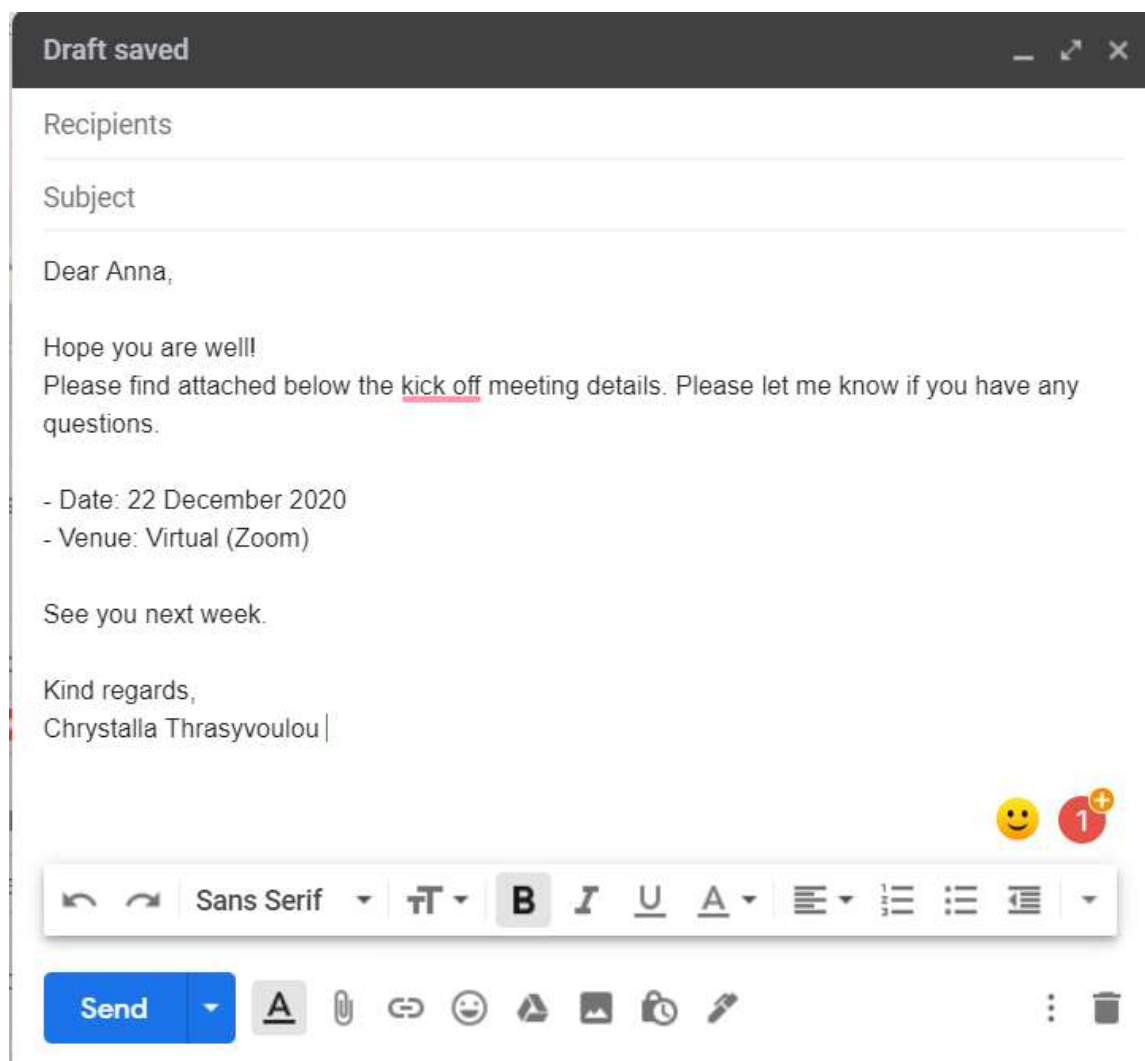 Draft saved
Recipients
Subject
Dear Anna,
Hope you are well!
Please find attached below the kick off meeting details. Please let me know if you have any
questions.
- Date: 22 December 2020
- Venue: Virtual (Zoom)
See you next week.
Kind regards,
Chrystalla Thrasyvoulou
1
Sans Serif
Send